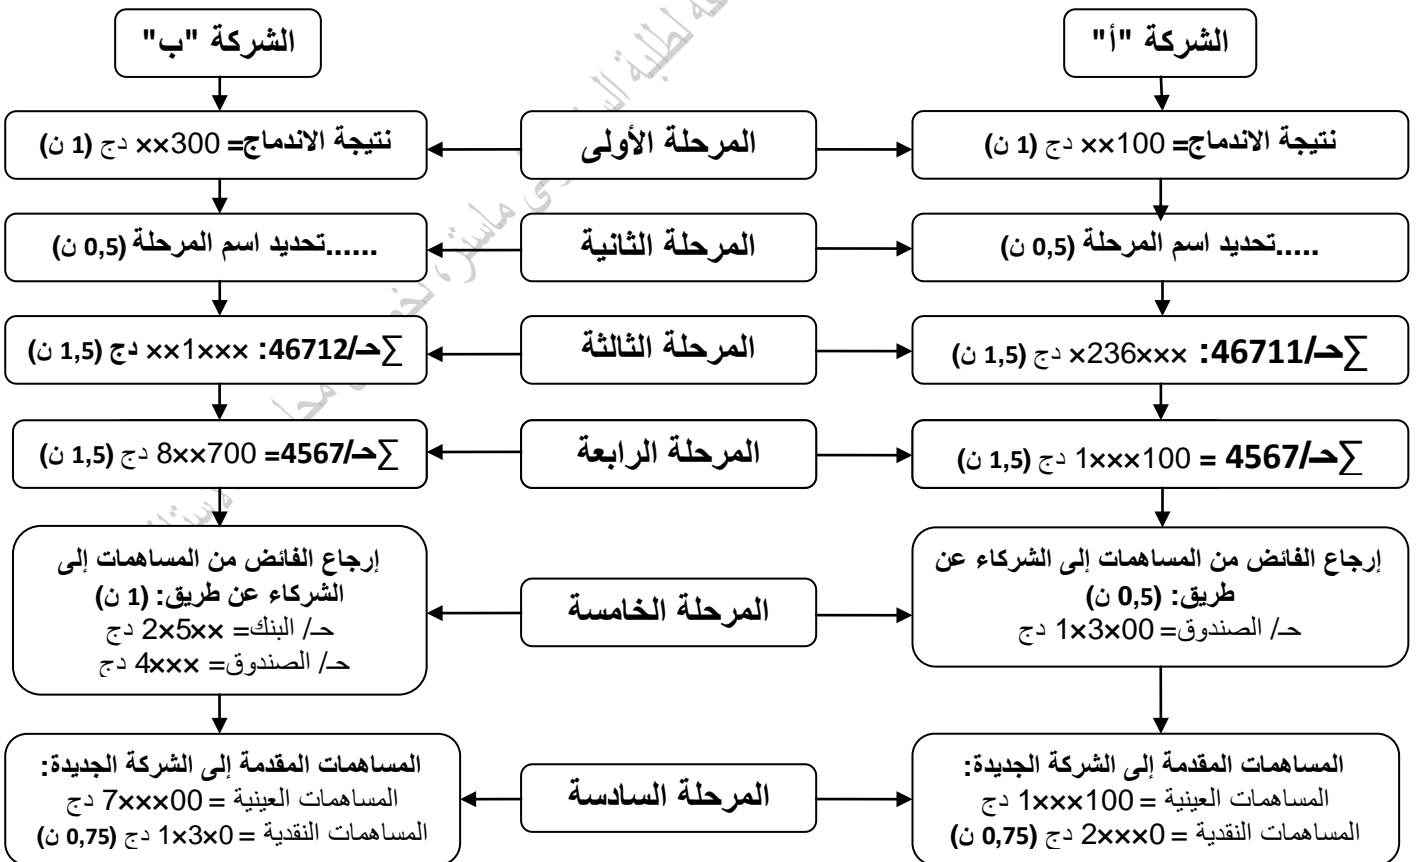 الشركة "أ"
الشركة "ب"
نتيجة الاندماج= 100×× دج (1 ن)
المرحلة الأولى
نتيجة الاندماج= 300×× دج (1 ن)
.....تحديد اسم المرحلة (0,5 ن)
المرحلة الثانية
......تحديد اسم المرحلة (0,5 ن)
∑حـ/46711: ×236××× دج (1,5 ن)
المرحلة الثالثة
∑حـ/46712: ××1××× دج (1,5 ن)
∑حـ/4567 = 1×××100 دج (1,5 ن)
المرحلة الرابعة
∑حـ/4567= 8××700 دج (1,5 ن)
إرجاع الفائض من المساهمات إلى الشركاء عن
طريق: (0,5 ن)
حـ/ الصندوق= 1×3×00 دج
المرحلة الخامسة
إرجاع الفائض من المساهمات إلى
الشركاء عن طريق: (1 ن)
حـ/ البنك= 2×5×× دج
حـ/ الصندوق= 4××× دج
المساهمات المقدمة إلى الشركة الجديدة:
المساهمات العينية = 1×××100 دج
المساهمات النقدية = 2×××0 دج (0,75 ن)
المرحلة السادسة
المساهمات المقدمة إلى الشركة الجديدة:
المساهمات العينية = 7×××00 دج
المساهمات النقدية = 1×3×0 دج (0,75 ن)